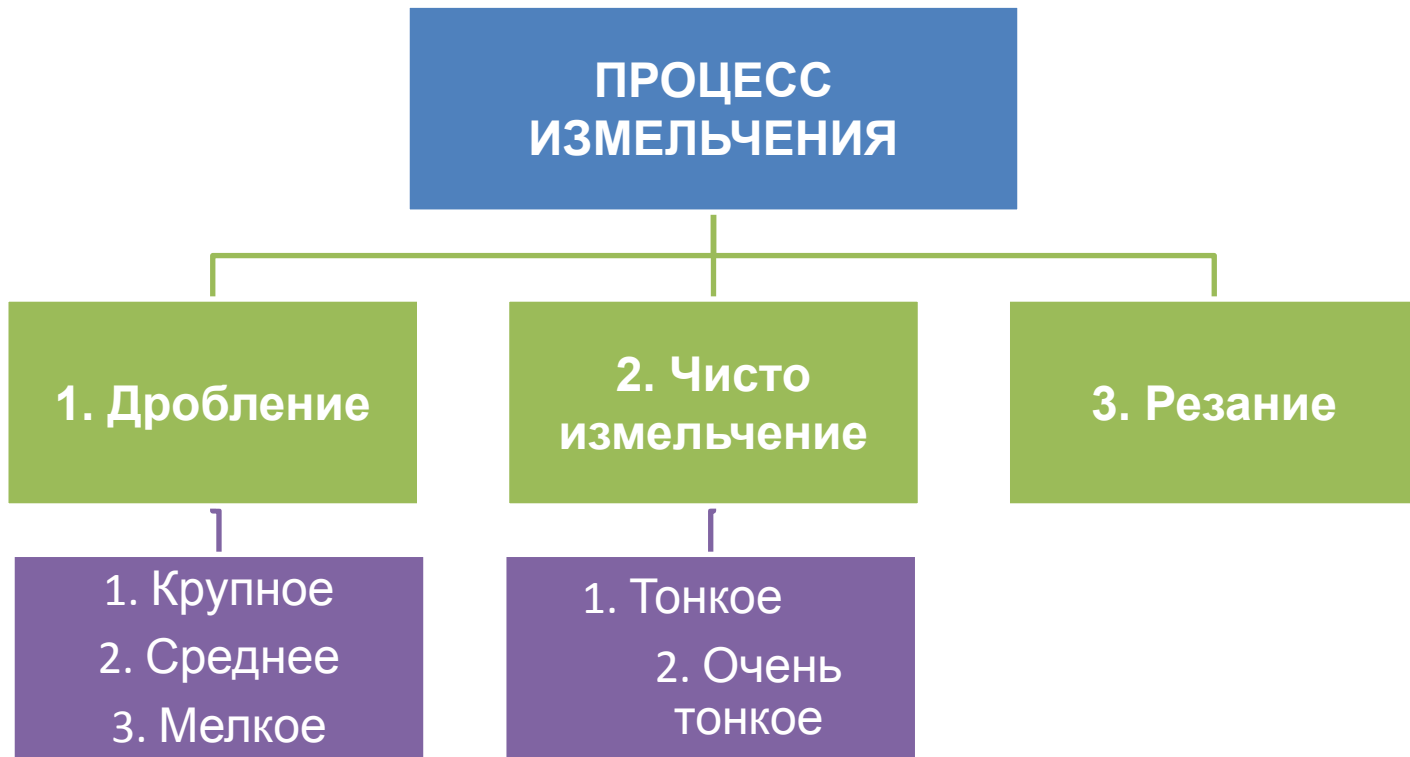 ПРОЦЕСС
ИЗМЕЛЬЧЕНИЯ
1. Дробление
2. Чисто
измельчение
3. Резание
1. Крупное
2. Среднее
3. Мелкое
1. Тонкое
2. Очень
тонкое